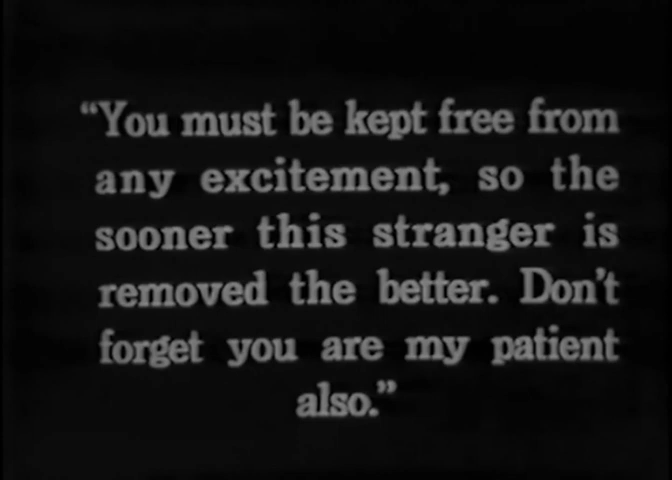 “You must be kept free from
any excitement, so the
sooner this stranger is
removed the better. Don’t
forget you are my patient
also.”